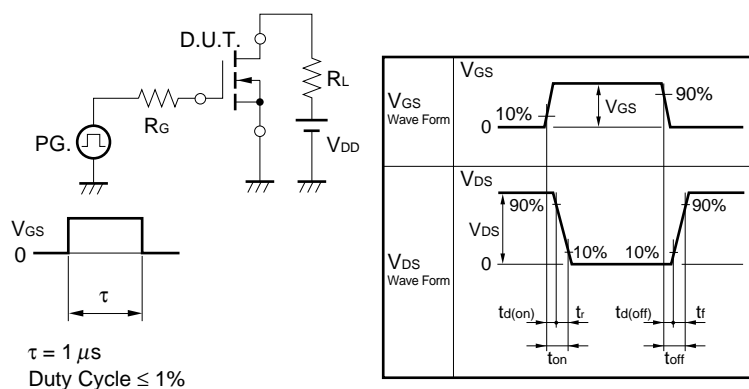 D.U.T.
RL
RG
PG.
VDD
VGS
0
τ
τ = 1 μs
Duty Cycle ≤ 1%
VGS
Wave Form
VGS
10%
VGS
90%
0
VDS
Wave Form
VDS
90%
VDS
10%
10%
90%
0
td(on)
tr
td(off)
tf
ton
toff